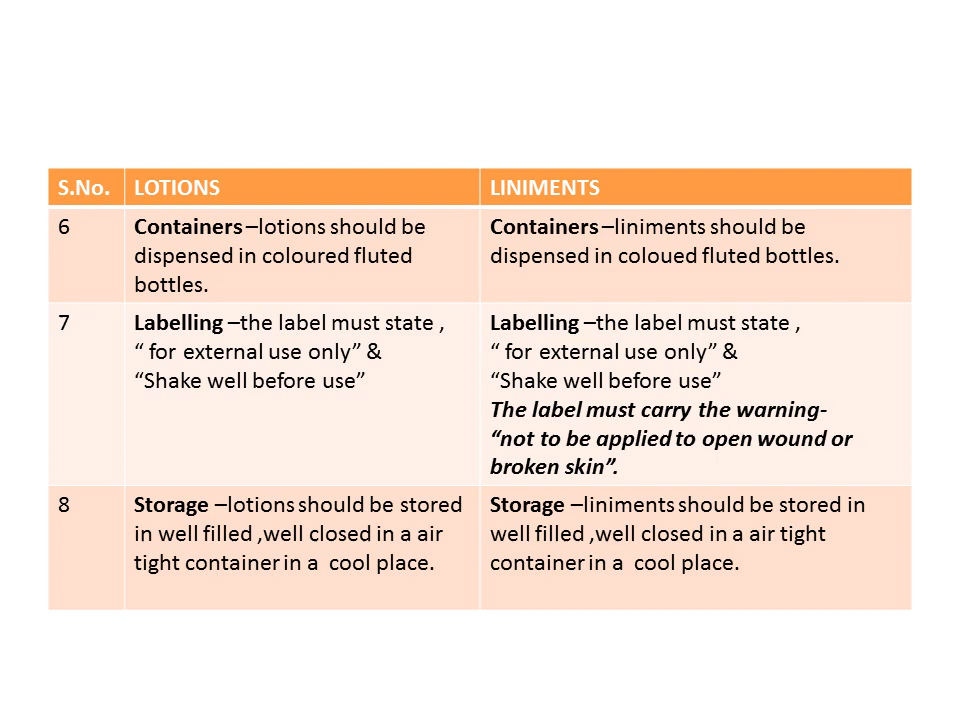 S.No. LOTIONS LINIMENTS
6
Containers –lotions should be
dispensed in coloured fluted
bottles.
Containers –liniments should be
dispensed in coloued fluted bottles.
7
Labelling –the label must state ,
“ for external use only” &
“Shake well before use”
Labelling –the label must state ,
“ for external use only” &
“Shake well before use”
The label must carry the warning-
“not to be applied to open wound or
broken skin”.
8
Storage –lotions should be stored
in well filled ,well closed in a air
tight container in a cool place.
Storage –liniments should be stored in
well filled ,well closed in a air tight
container in a cool place.